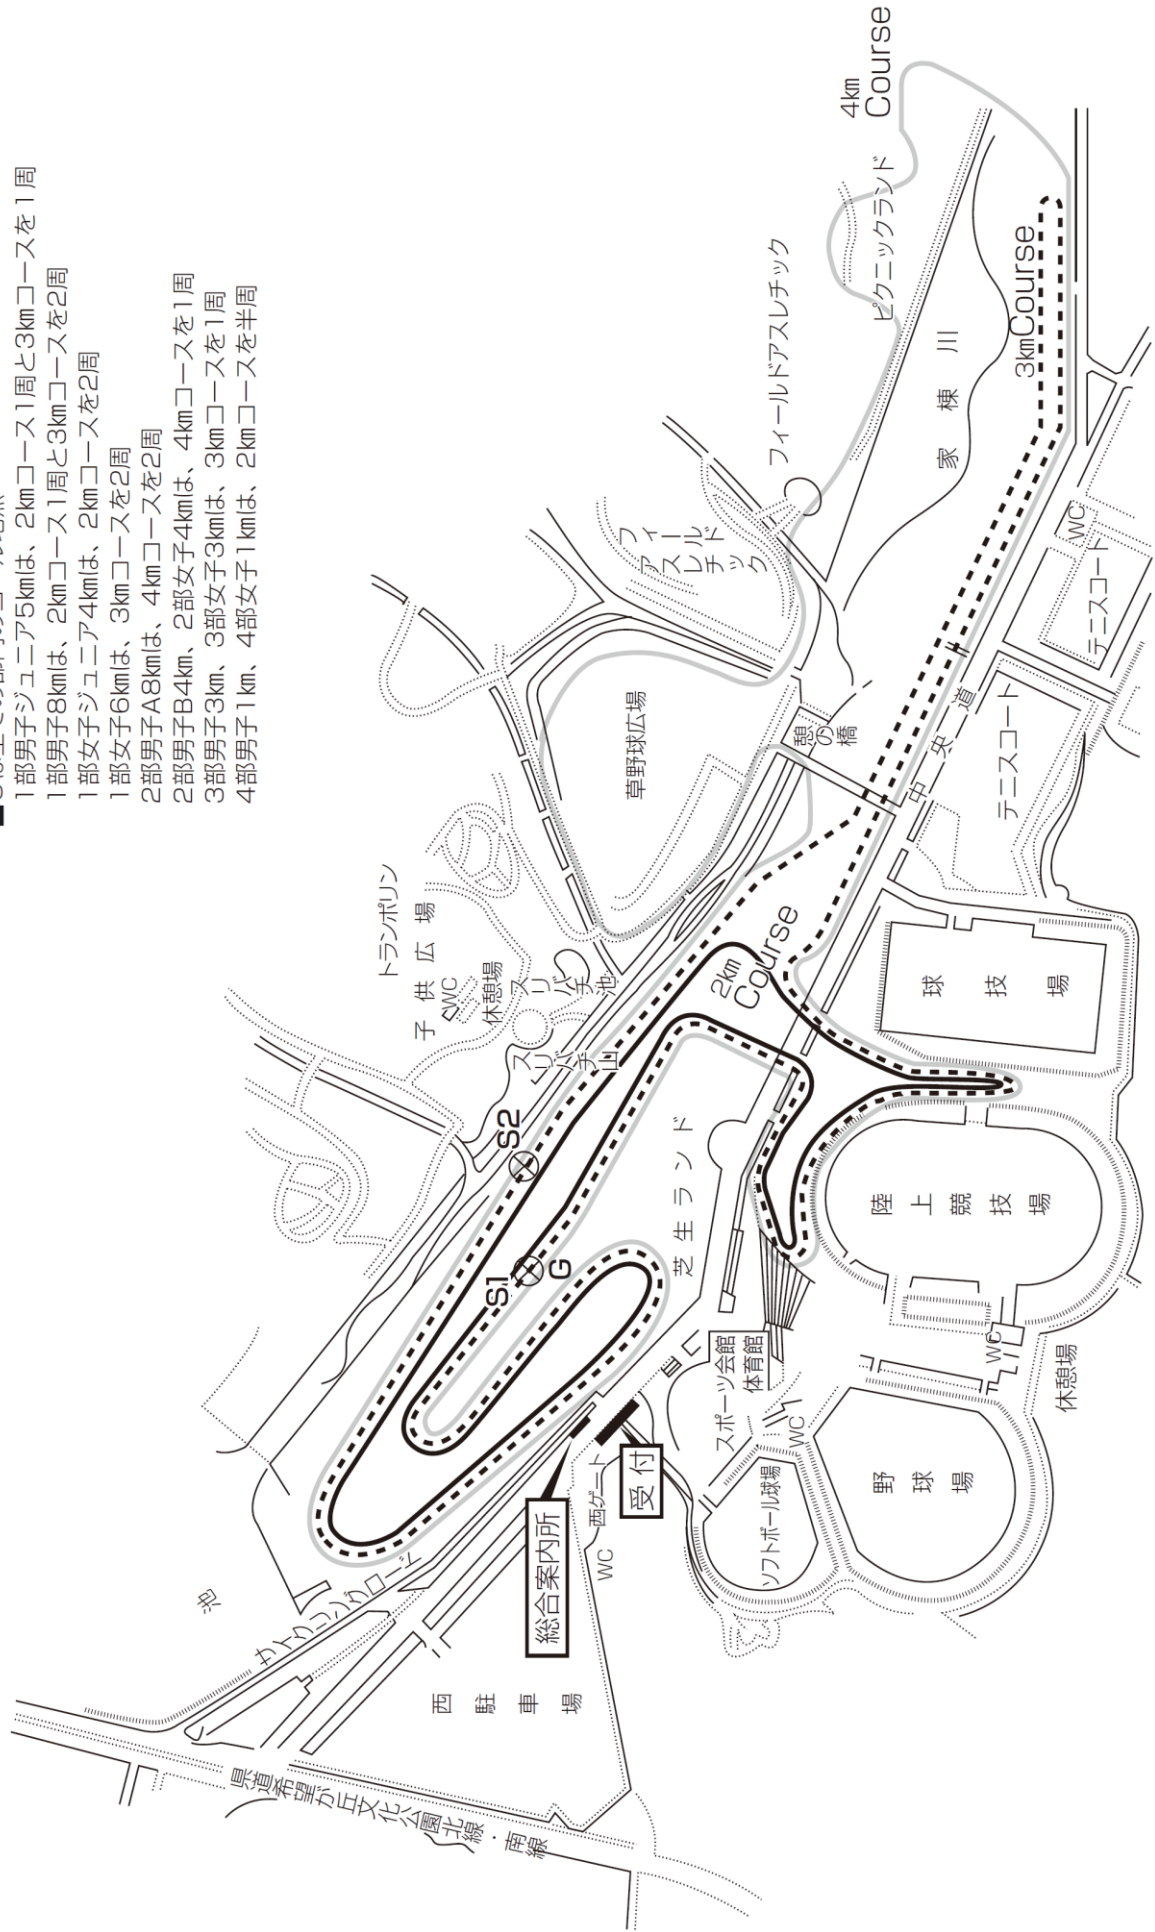 1部男子ジュニア5kmは、2kmコース1周と3kmコースを1周
1部男子8kmは、2kmコース1周と3kmコースを2周
1部女子ジュニア4kmは、2kmコースを2周
1部女子6kmは、3kmコースを2周
2部男子A8kmは、4kmコースを2周
2部男子B4km、2部女子4kmは、4kmコースを1周
3部男子3km、3部女子3kmは、3kmコースを1周
4部男子1km、4部女子1kmは、2kmコースを半周
県道希望が丘文化公園北線・南線
池
サイクリングロード
西駐車場
総合案内所
西ゲート
WC
受付
トランポリン
子供広場
WC
休憩場
スリバチ池
スリバチ山
S2
S1
G
芝生ランド
2km
Course
草野球広場
フィールド
アスレチック
フィールドアスレチック
憩の橋
ピクニックランド
4km
Course
家棟川
3kmCourse
中央道
テニスコート
テニスコート
WC
球技場
陸上競技場
スポーツ会館
体育館
WC
ソフトボール球場
野球場
WC
休憩場